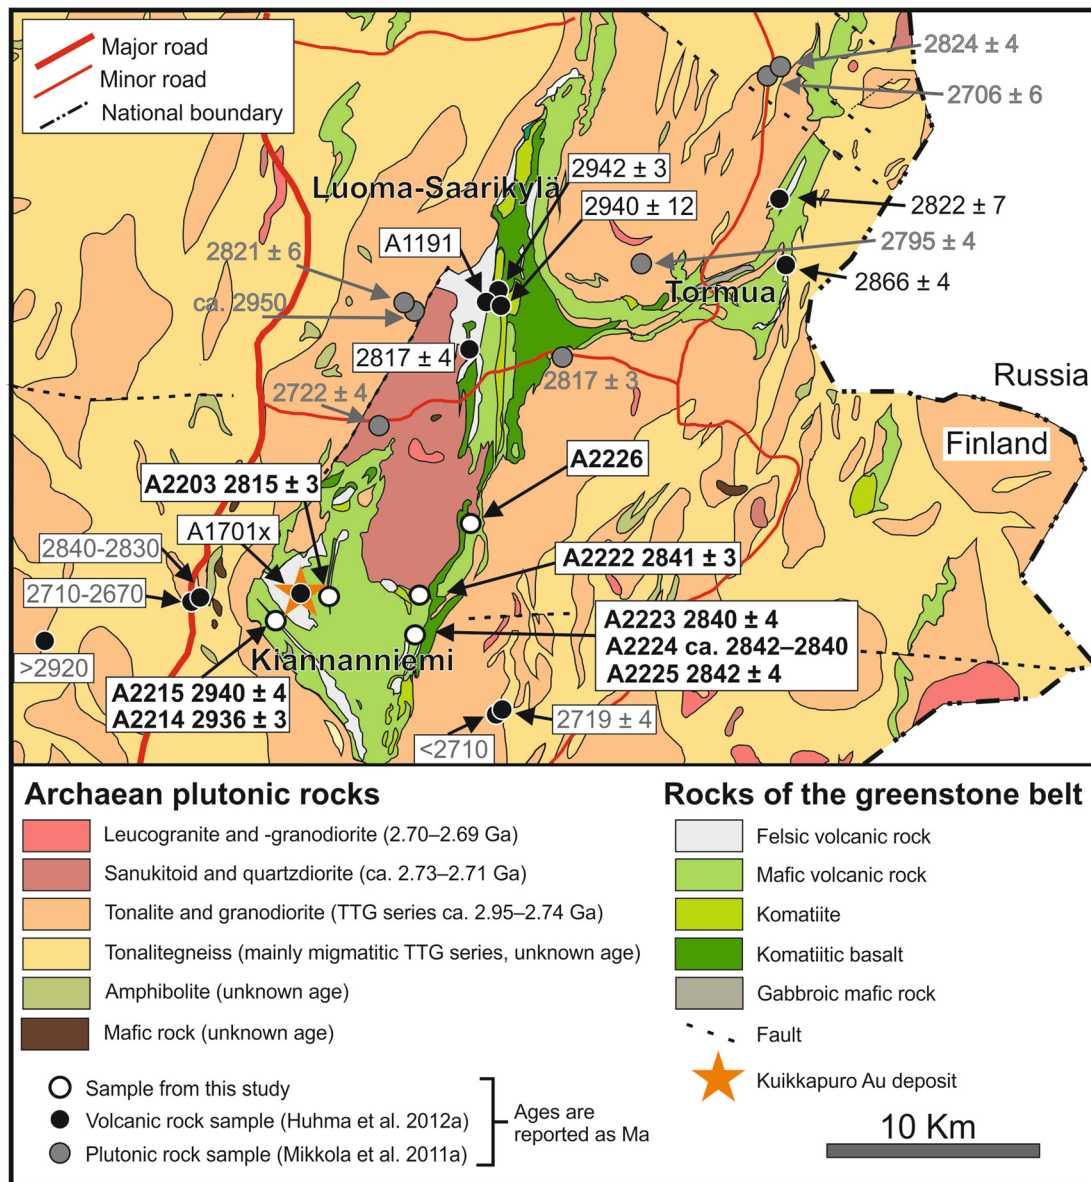 Major road
Minor road
National boundary
2824 ± 4
2706 ± 6
2942 ± 3
Luoma-Saarikylä
2940 ± 12
2822 ± 7
A1191
2821 ± 6
2795 ± 4
2866 ± 4
ca. 2950
Tormua
2817 ± 4
2817 ± 3
2722 ± 4
Russia
Finland
A2226
A2203 2815 ± 3
A1701x
2840-2830
A2222 2841 ± 3
2710-2670
A2223 2840 ± 4
A2224 ca. 2842–2840
A2225 2842 ± 4
>2920
Kiannanniemi
A2215 2940 ± 4
A2214 2936 ± 3
2719 ± 4
<2710
Archaean plutonic rocks
Leucogranite and -granodiorite (2.70–2.69 Ga)
Sanukitoid and quartzdiorite (ca. 2.73–2.71 Ga)
Tonalite and granodiorite (TTG series ca. 2.95–2.74 Ga)
Tonalitegneiss (mainly migmatitic TTG series, unknown age)
Amphibolite (unknown age)
Mafic rock (unknown age)
Sample from this study
Volcanic rock sample (Huhma et al. 2012a)
Plutonic rock sample (Mikkola et al. 2011a)
Ages are
reported as Ma
Rocks of the greenstone belt
Felsic volcanic rock
Mafic volcanic rock
Komatiite
Komatiitic basalt
Gabbroic mafic rock
Fault
Kuikkapuro Au deposit
10 Km